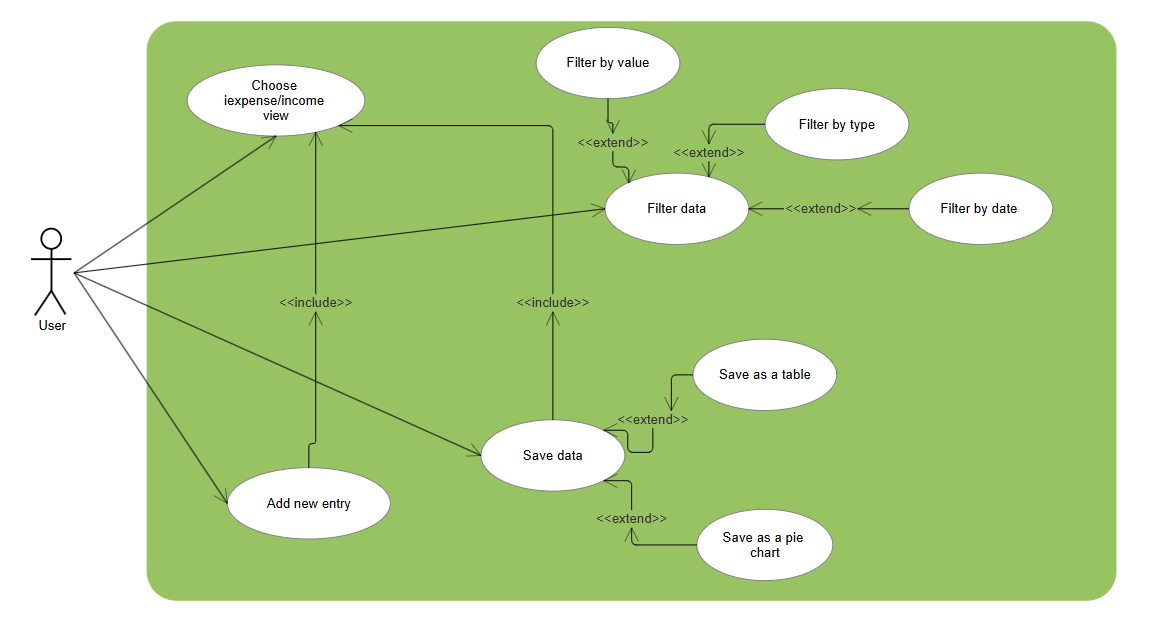 Filter by value
Choose
iexpense/income
view
Filter by type
<<extend>>
<<extend>>
Filter data
<<extend>>
Filter by date
<<include>>
<<include>>
User
Save as a table
<<extend>>
Save data
Add new entry
<<extend>>
Save as a pie
chart